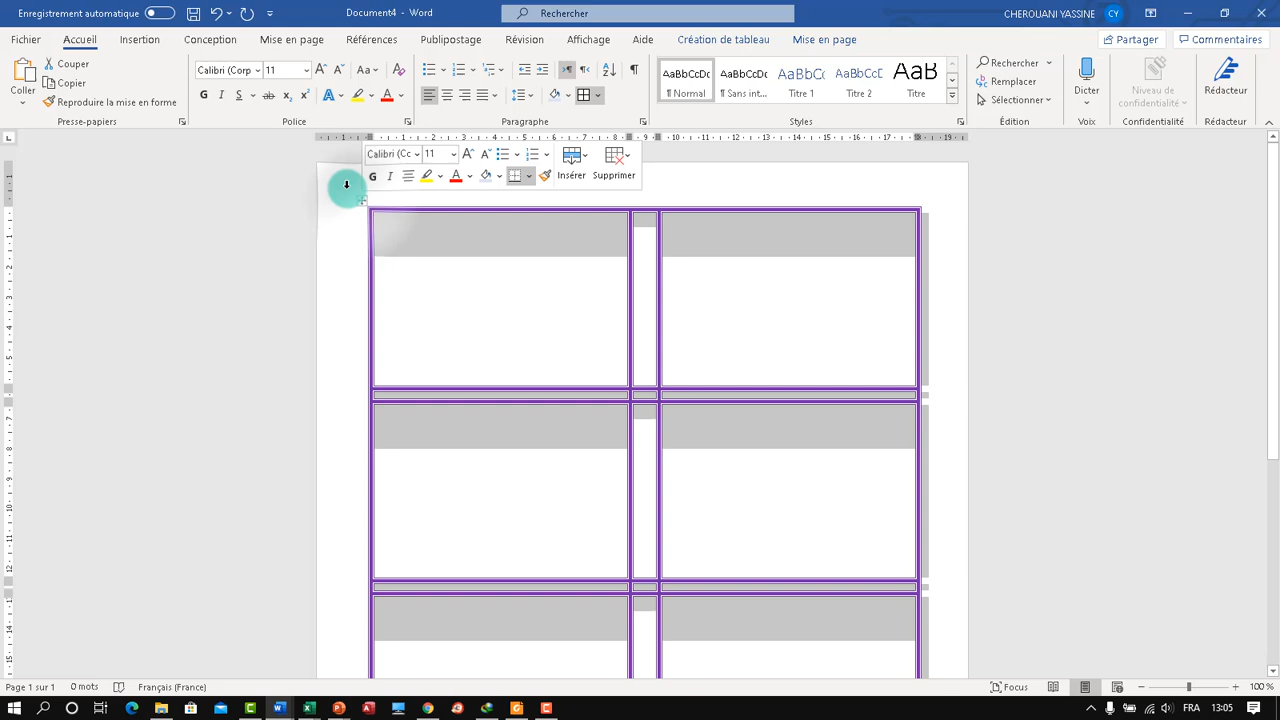 Enregistrement automatique
Document4 - Word
Rechercher
CHEROUANI YASSINE
CY
Fichier
Accueil
Insertion
Conception
Mise en page
Références
Publipostage
Révision
Affichage
Aide
Création de tableau
Mise en page
Partager
Commentaires
Coller
Couper
Copier
Reproduire la mise en forme
Presse-papiers
Calibri (Corp
11
Police
Paragraphe
AaBbCcDc
¶ Normal
AaBbCcDc
¶ Sans int...
AaBbCc
Titre 1
AaBbCcD
Titre 2
AaB
Titre
Styles
Rechercher
Remplacer
Sélectionner
Édition
Dicter
Voix
Niveau de
confidentialité
Confidentialité
Rédacteur
Rédacteur
Calibri (Cc
11
Insérer
Supprimer
Page 1 sur 1
0 mots
Français (France)
Focus
100 %
FRA
13:05